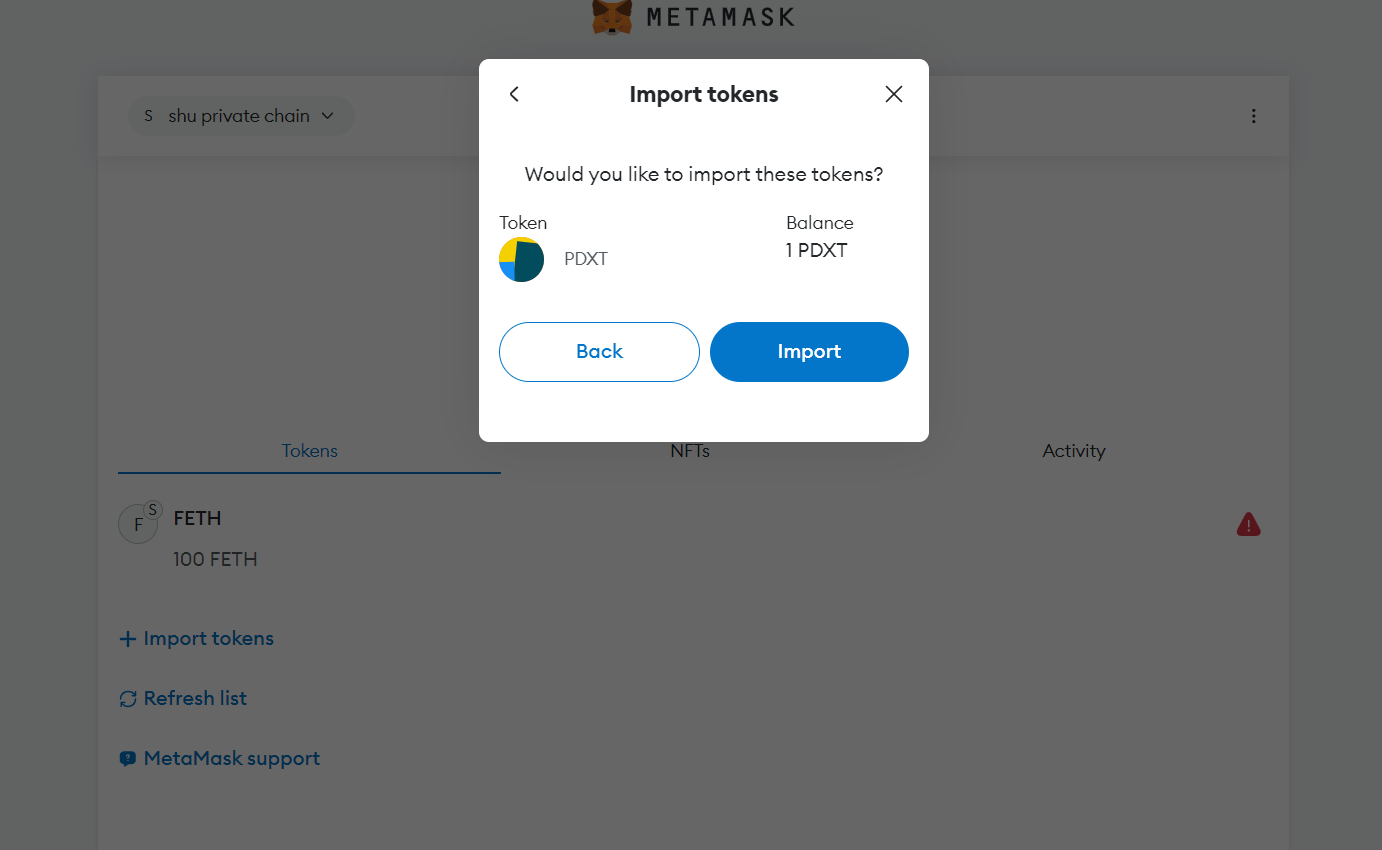 METAMASK
S shu private chain
Import tokens
Would you like to import these tokens?
Token Balance
PDXT 1 PDXT
Back Import
Tokens NFTs Activity
F S FETH
100 FETH
Import tokens
Refresh list
MetaMask support